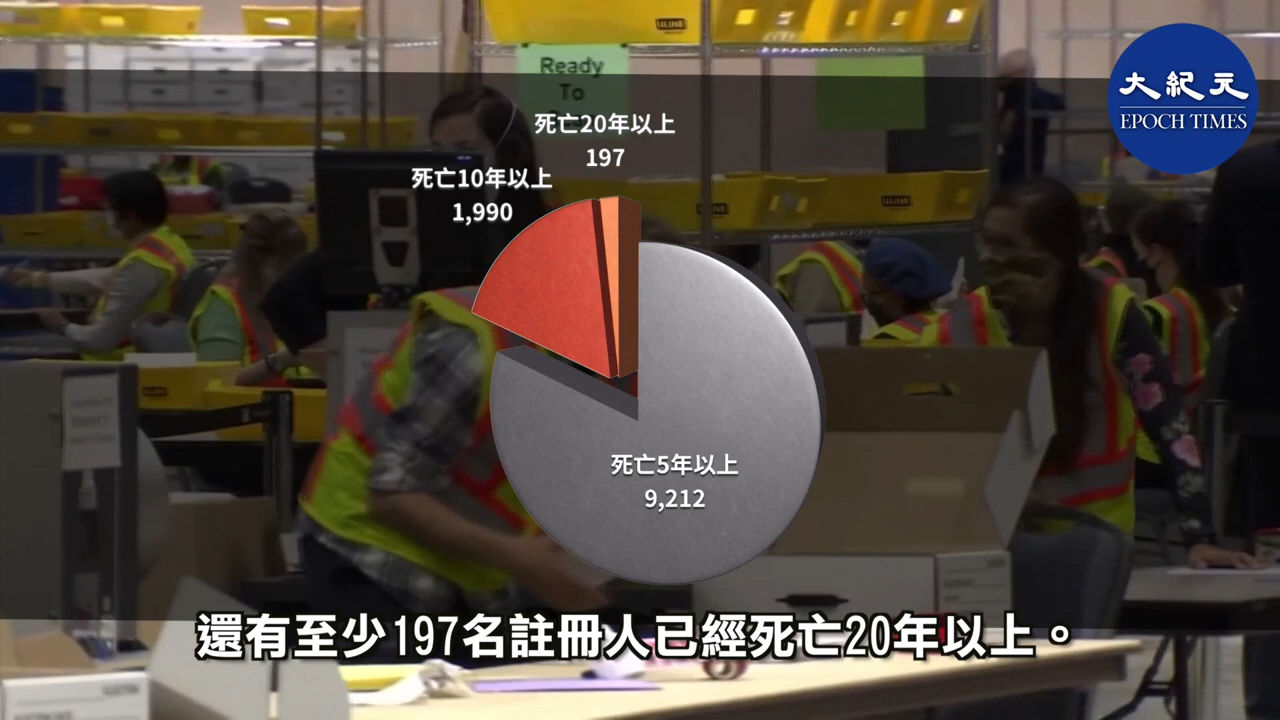 大紀元
EPOCH TIMES
Ready
To
死亡20年以上
197
死亡10年以上
1,990
死亡5年以上
9,212
還有至少197名註冊人已經死亡20年以上。
ULINE
ULINE